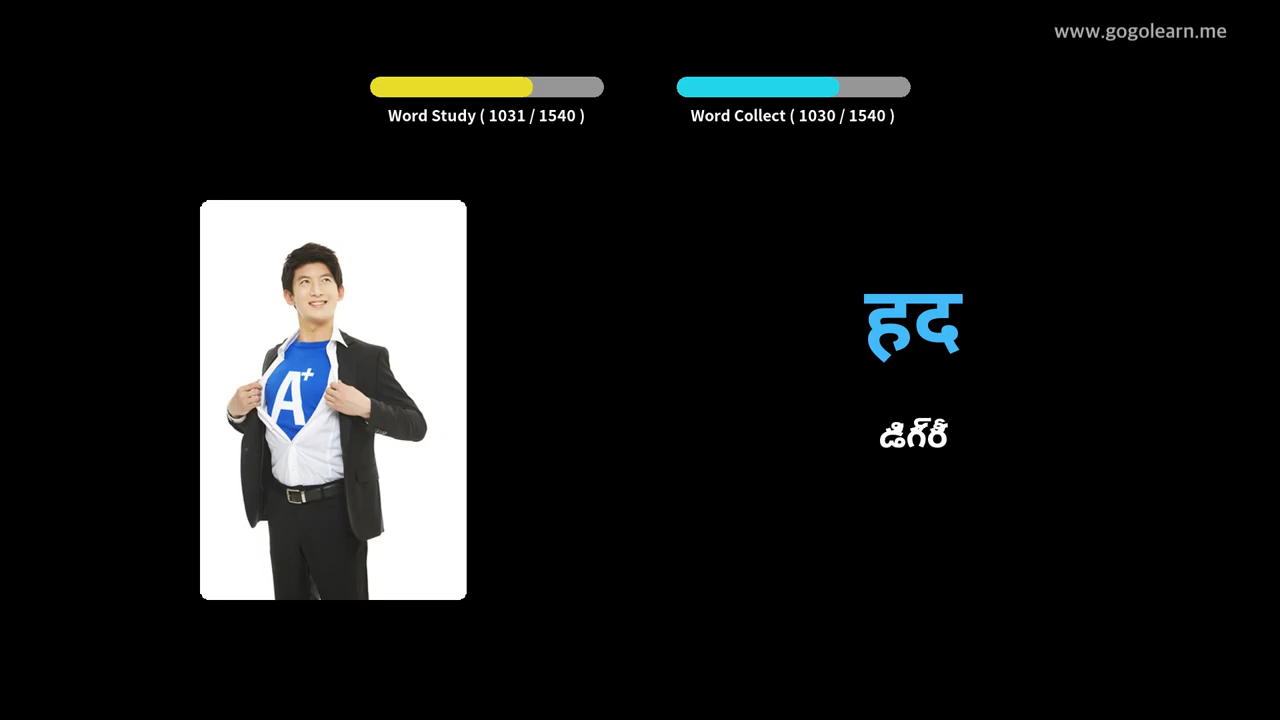 www.gogolearn.me
Word Study ( 1031 / 1540 )
Word Collect ( 1030 / 1540 )
A+
हद
డిగ్రీ